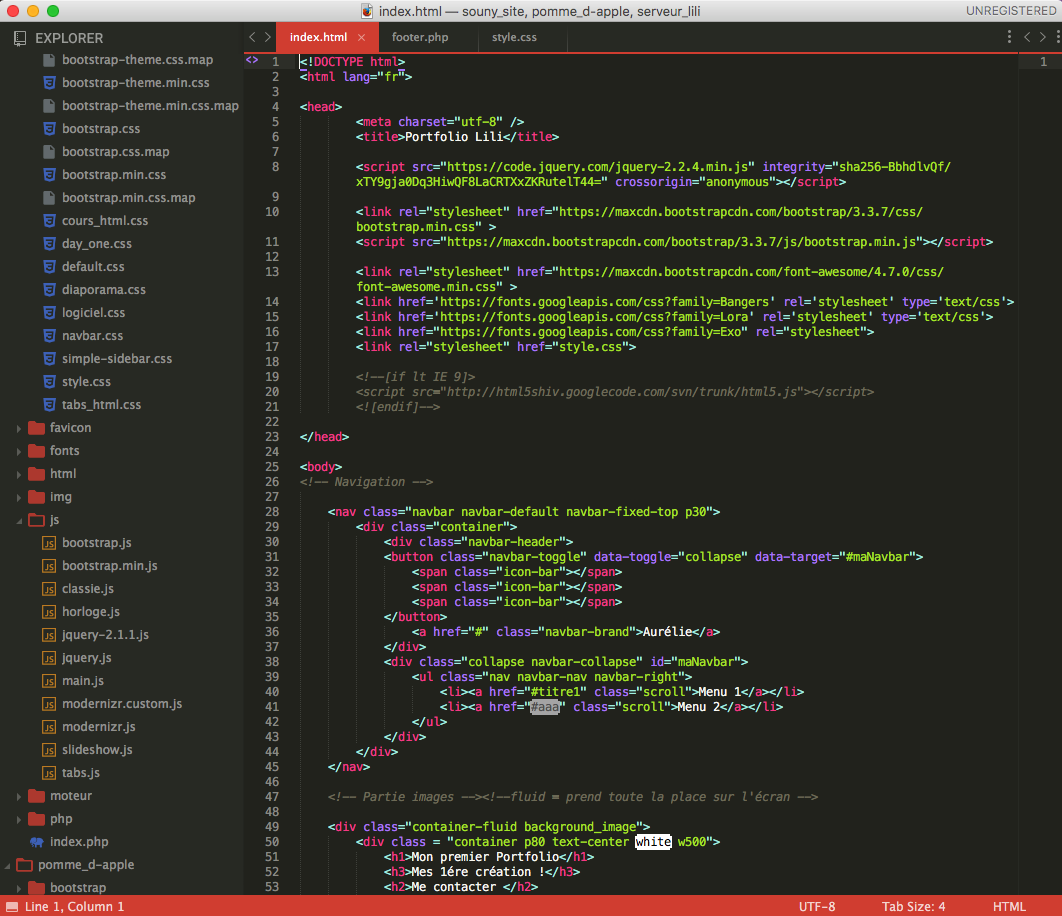 index.html — souny_site, pomme_d-apple, serveur_lili
UNREGISTERED
EXPLORER
bootstrap-theme.css.map
bootstrap-theme.min.css
bootstrap-theme.min.css.map
bootstrap.css
bootstrap.css.map
bootstrap.min.css
bootstrap.min.css.map
cours_html.css
day_one.css
default.css
diaporama.css
logiciel.css
navbar.css
simple-sidebar.css
style.css
tabs_html.css
favicon
fonts
html
img
js
bootstrap.js
bootstrap.min.js
classie.js
horloge.js
jquery-2.1.1.js
jquery.js
main.js
modernizr.custom.js
modernizr.js
slideshow.js
tabs.js
moteur
php
index.php
pomme_d-apple
bootstrap
index.html × footer.php style.css
1 <!DOCTYPE html> 1
2 <html lang="fr">
3
4 <head>
5 <meta charset="utf-8" />
6 <title>Portfolio Lili</title>
7
8 <script src="https://code.jquery.com/jquery-2.2.4.min.js" integrity="sha256-BbhdlvQf/
xTY9gja0Dq3HiwQF8LaCRTXxZKRutelT44=" crossorigin="anonymous"></script>
9
10 <link rel="stylesheet" href="https://maxcdn.bootstrapcdn.com/bootstrap/3.3.7/css/
bootstrap.min.css" >
11 <script src="https://maxcdn.bootstrapcdn.com/bootstrap/3.3.7/js/bootstrap.min.js"></script>
12
13 <link rel="stylesheet" href="https://maxcdn.bootstrapcdn.com/font-awesome/4.7.0/css/
font-awesome.min.css" >
14 <link href='https://fonts.googleapis.com/css?family=Bangers' rel='stylesheet' type='text/css'>
15 <link href='https://fonts.googleapis.com/css?family=Lora' rel='stylesheet' type='text/css'>
16 <link href="https://fonts.googleapis.com/css?family=Exo" rel="stylesheet">
17 <link rel="stylesheet" href="style.css">
18
19 <!--[if lt IE 9]>
20 <script src="http://html5shiv.googlecode.com/svn/trunk/html5.js"></script>
21 <![endif]-->
22
23 </head>
24
25 <body>
26 <!-- Navigation -->
27
28 <nav class="navbar navbar-default navbar-fixed-top p30">
29 <div class="container">
30 <div class="navbar-header">
31 <button class="navbar-toggle" data-toggle="collapse" data-target="#maNavbar">
32 <span class="icon-bar"></span>
33 <span class="icon-bar"></span>
34 <span class="icon-bar"></span>
35 </button>
36 <a href="#" class="navbar-brand">Aurélie</a>
37 </div>
38 <div class="collapse navbar-collapse" id="maNavbar">
39 <ul class="nav navbar-nav navbar-right">
40 <li><a href="#titre1" class="scroll">Menu 1</a></li>
41 <li><a href="#aaa" class="scroll">Menu 2</a></li>
42 </ul>
43 </div>
44 </div>
45 </nav>
46
47 <!-- Partie images --><!--fluid = prend toute la place sur l'écran -->
48
49 <div class="container-fluid background_image">
50 <div class = "container p80 text-center white w500">
51 <h1>Mon premier Portfolio</h1>
52 <h3>Mes 1ére création !</h3>
53 <h2>Me contacter </h2>
Line 1, Column 1 UTF-8 Tab Size: 4 HTML